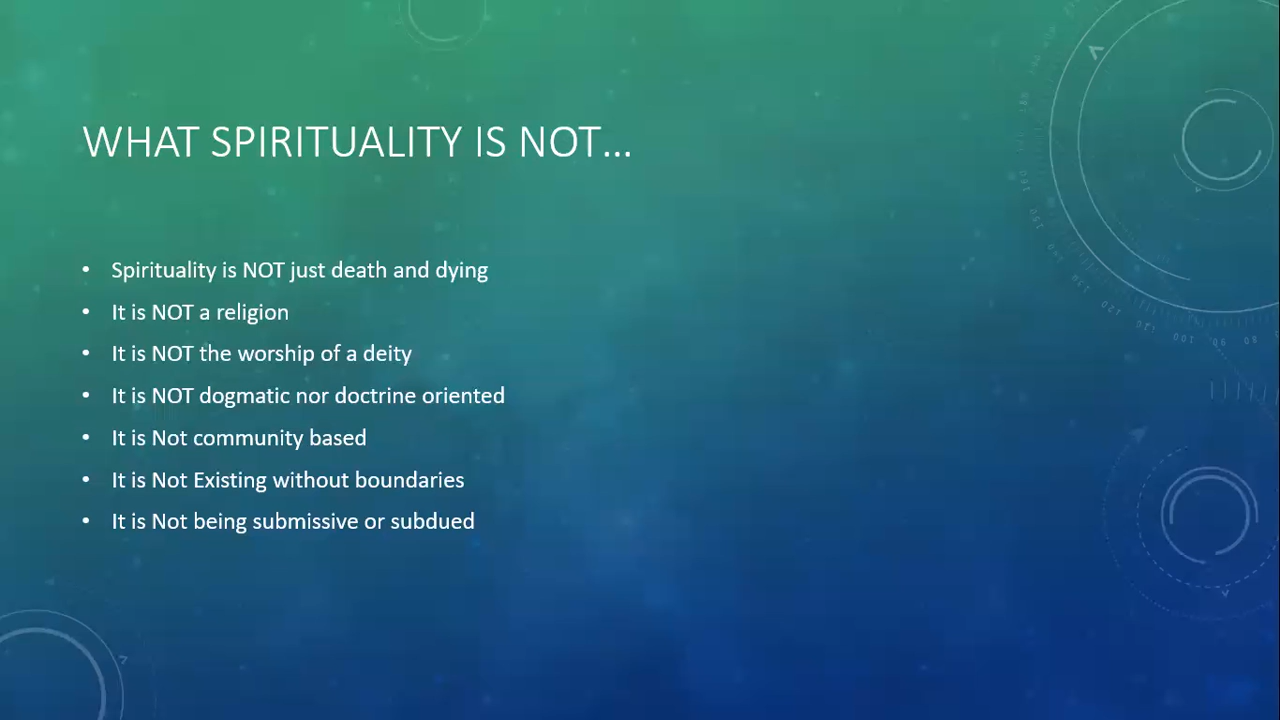 WHAT SPIRITUALITY IS NOT...
• Spirituality is NOT just death and dying
• It is NOT a religion
• It is NOT the worship of a deity
• It is NOT dogmatic nor doctrine oriented
• It is Not community based
• It is Not Existing without boundaries
• It is Not being submissive or subdued